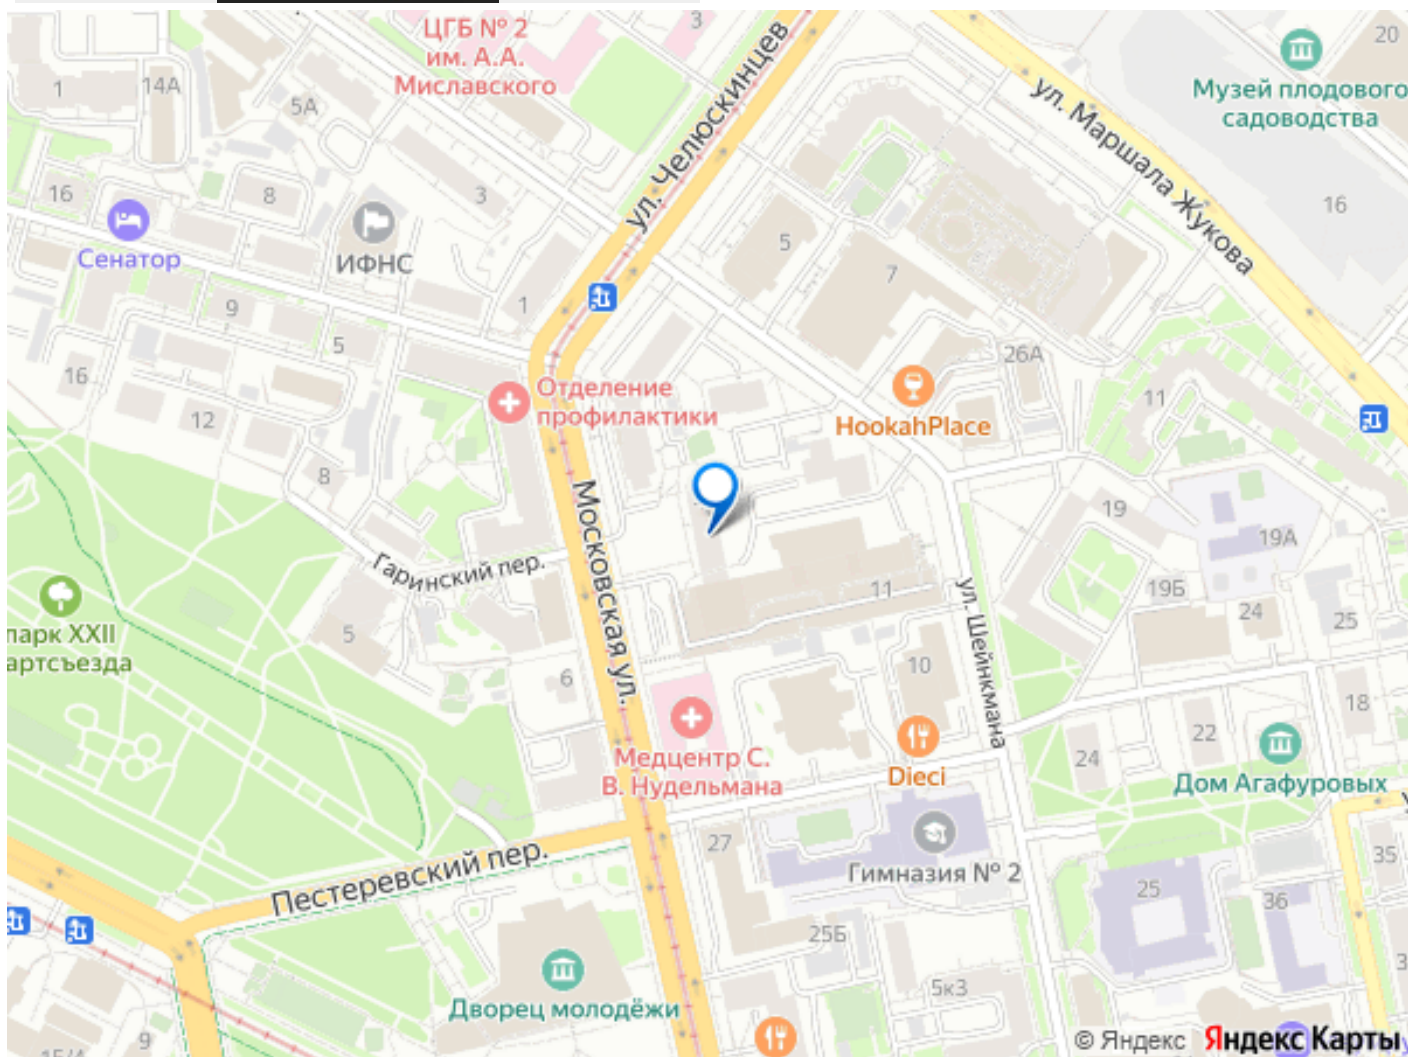 ЦГБ № 2
им. А.А.
Миславского
3
20
Музей плодового
садоводства
1
14А
5А
ул. Челюскинцев
ул. Маршала Жукова
16
8
3
16
Сенатор
ИФНС
5
7
9
1
5
26А
16
12
Отделение
профилактики
HookahPlace
11
8
Московская ул.
19
19А
Гаринский пер.
11
ул. Шейнкмана
19Б
24
25
парк XXII
артсъезда
5
6
10
18
Медцентр С.
В. Нудельмана
Dieci
24
22
Дом Агафуровых
27
Гимназия № 2
35
Пестеревский пер.
25
36
25Б
Дворец молодёжи
5к3
3
9
15/4
© Яндекс
Яндекс Карты